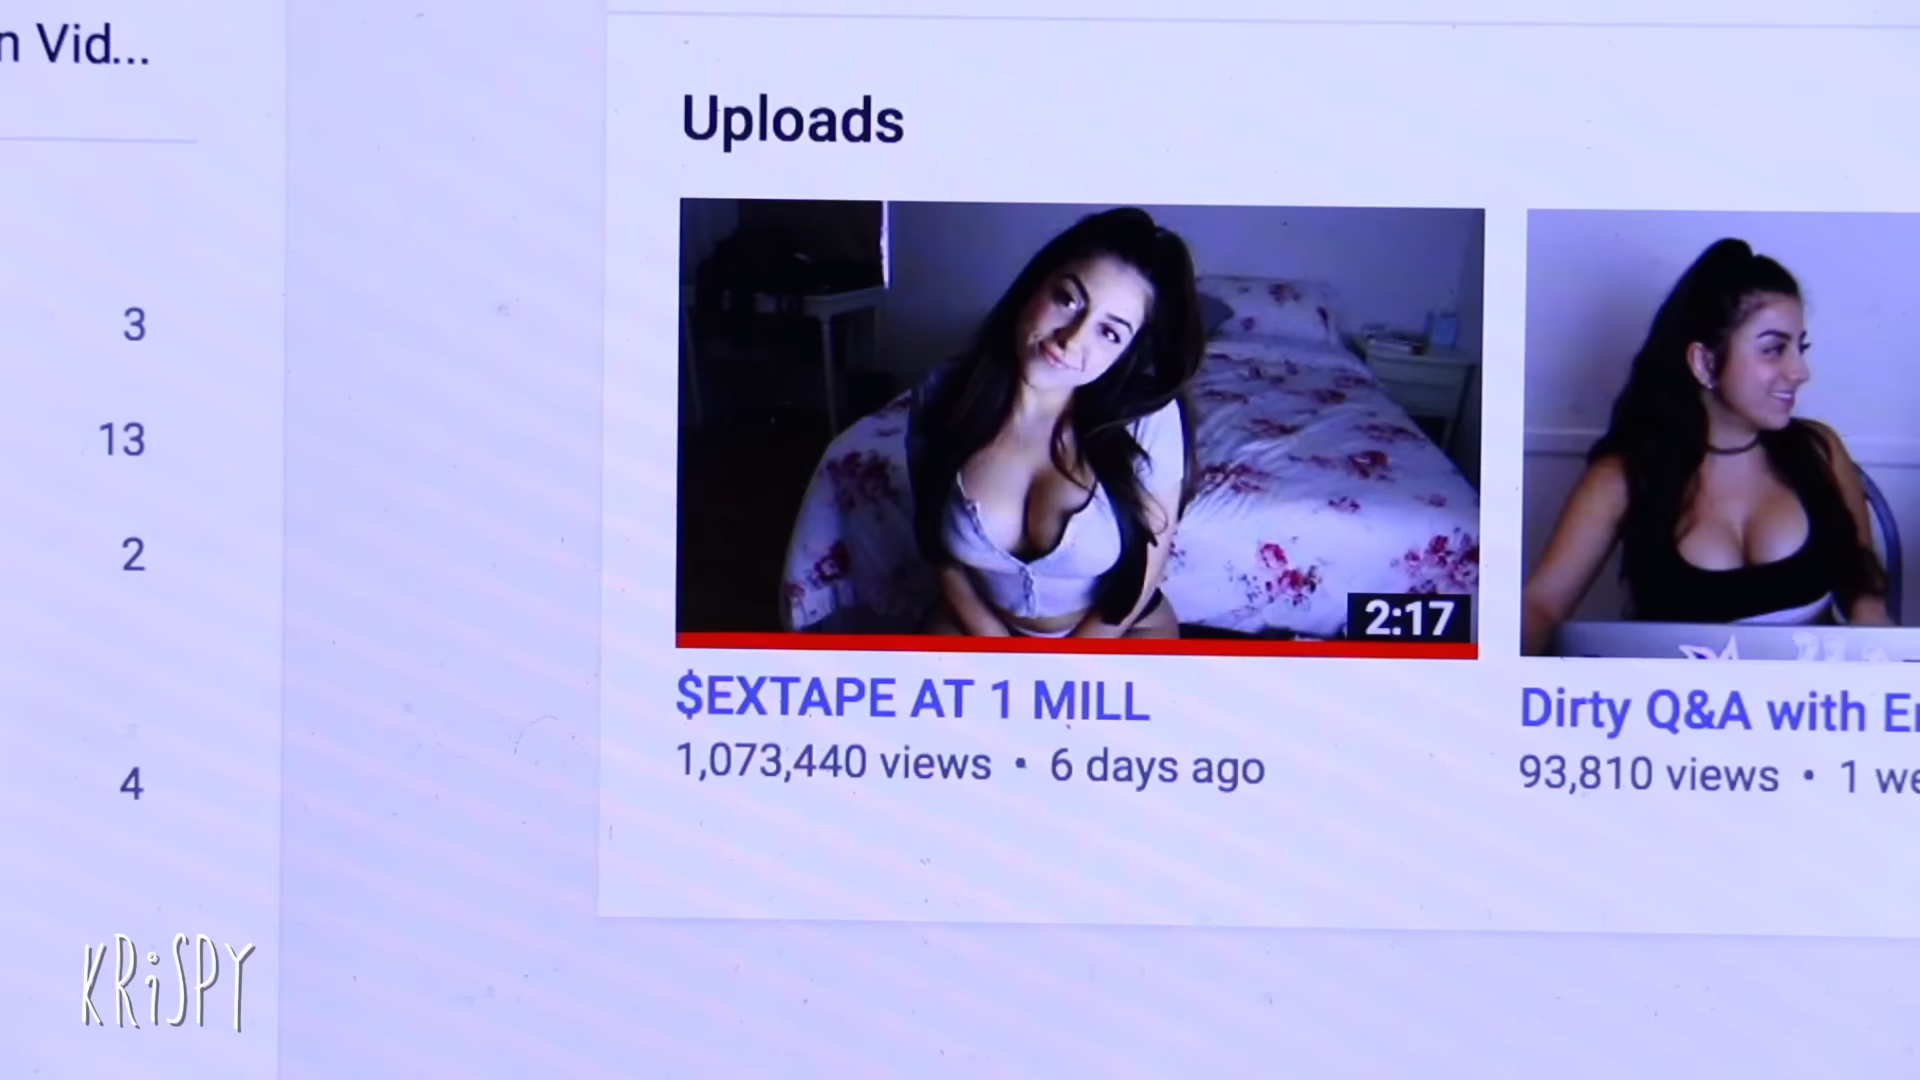 n Vid...
3
13
2
4
Uploads
2:17
$EXTAPE AT 1 MILL
1,073,440 views • 6 days ago
Dirty Q&A with
93,810 views • 1
KRiSPY